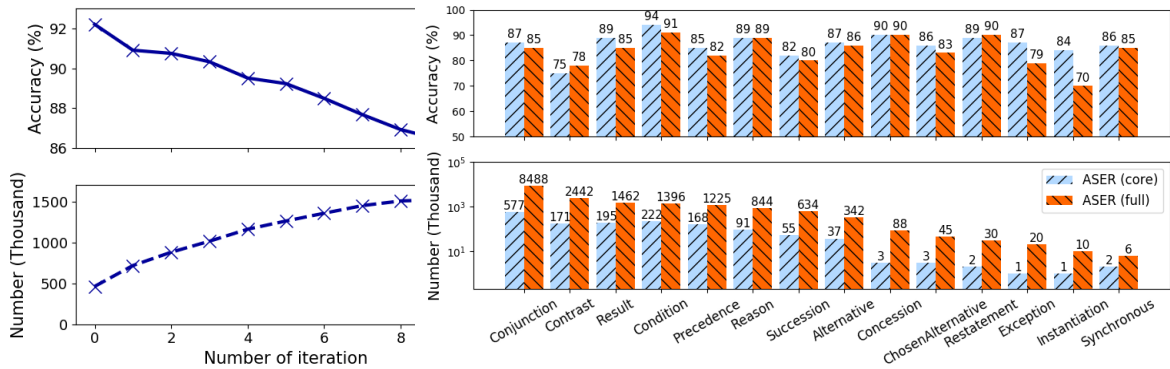 92
90
88
86
Accuracy (%)
1500
1000
500
0
Number (Thousand)
0 2 4 6 8
Number of iteration
100
90
80
70
60
50
Accuracy (%)
87 85 75 78 89 85 94 91 85 82 89 89 82 80 87 86 90 90 86 83 89 90 87 79 84 70 86 85
10^5
10^3
10^1
Number (Thousand)
577 8488 171 2442 195 1462 222 1396 168 1225 91 844 55 634 37 342 3 88 3 45 2 30 1 20 1 10 2 6
ASER (core)
ASER (full)
Conjunction
Contrast
Result
Condition
Precedence
Reason
Succession
Alternative
Concession
ChosenAlternative
Restatement
Exception
Instantiation
Synchronous